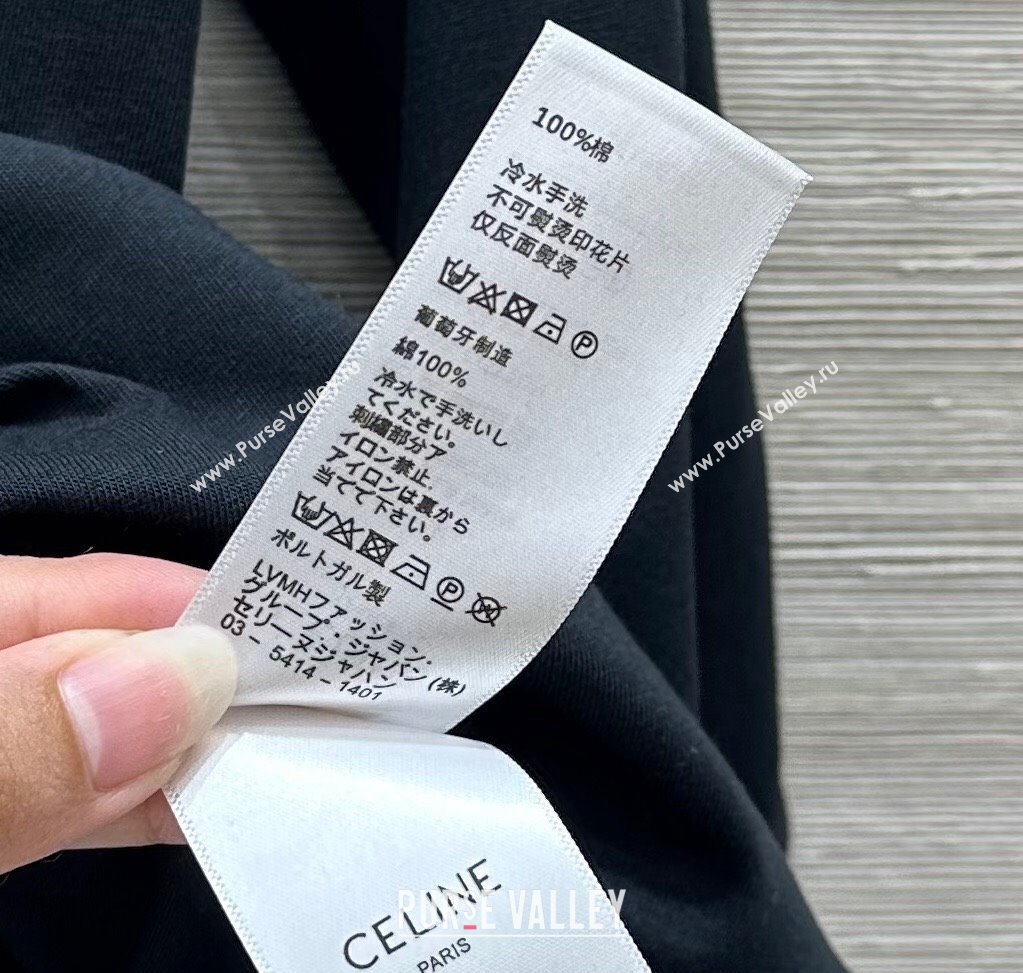 100%棉
冷水手洗
不可熨烫印花片
仅反面熨烫
P
葡萄牙制造
綿100%
冷水で手洗いし
てください。
刺繍部分ア
イロン禁止.
アイロンは裏から
当てて下さい。
P
ポルトガル製
LVMHファッション・
グループ・ジャパン(株)
セリーヌジャハン
03-
5414-1401
CELINE
PARIS
www.PurseValley.ru
www.PurseValley.ru
PURSE VALLEY